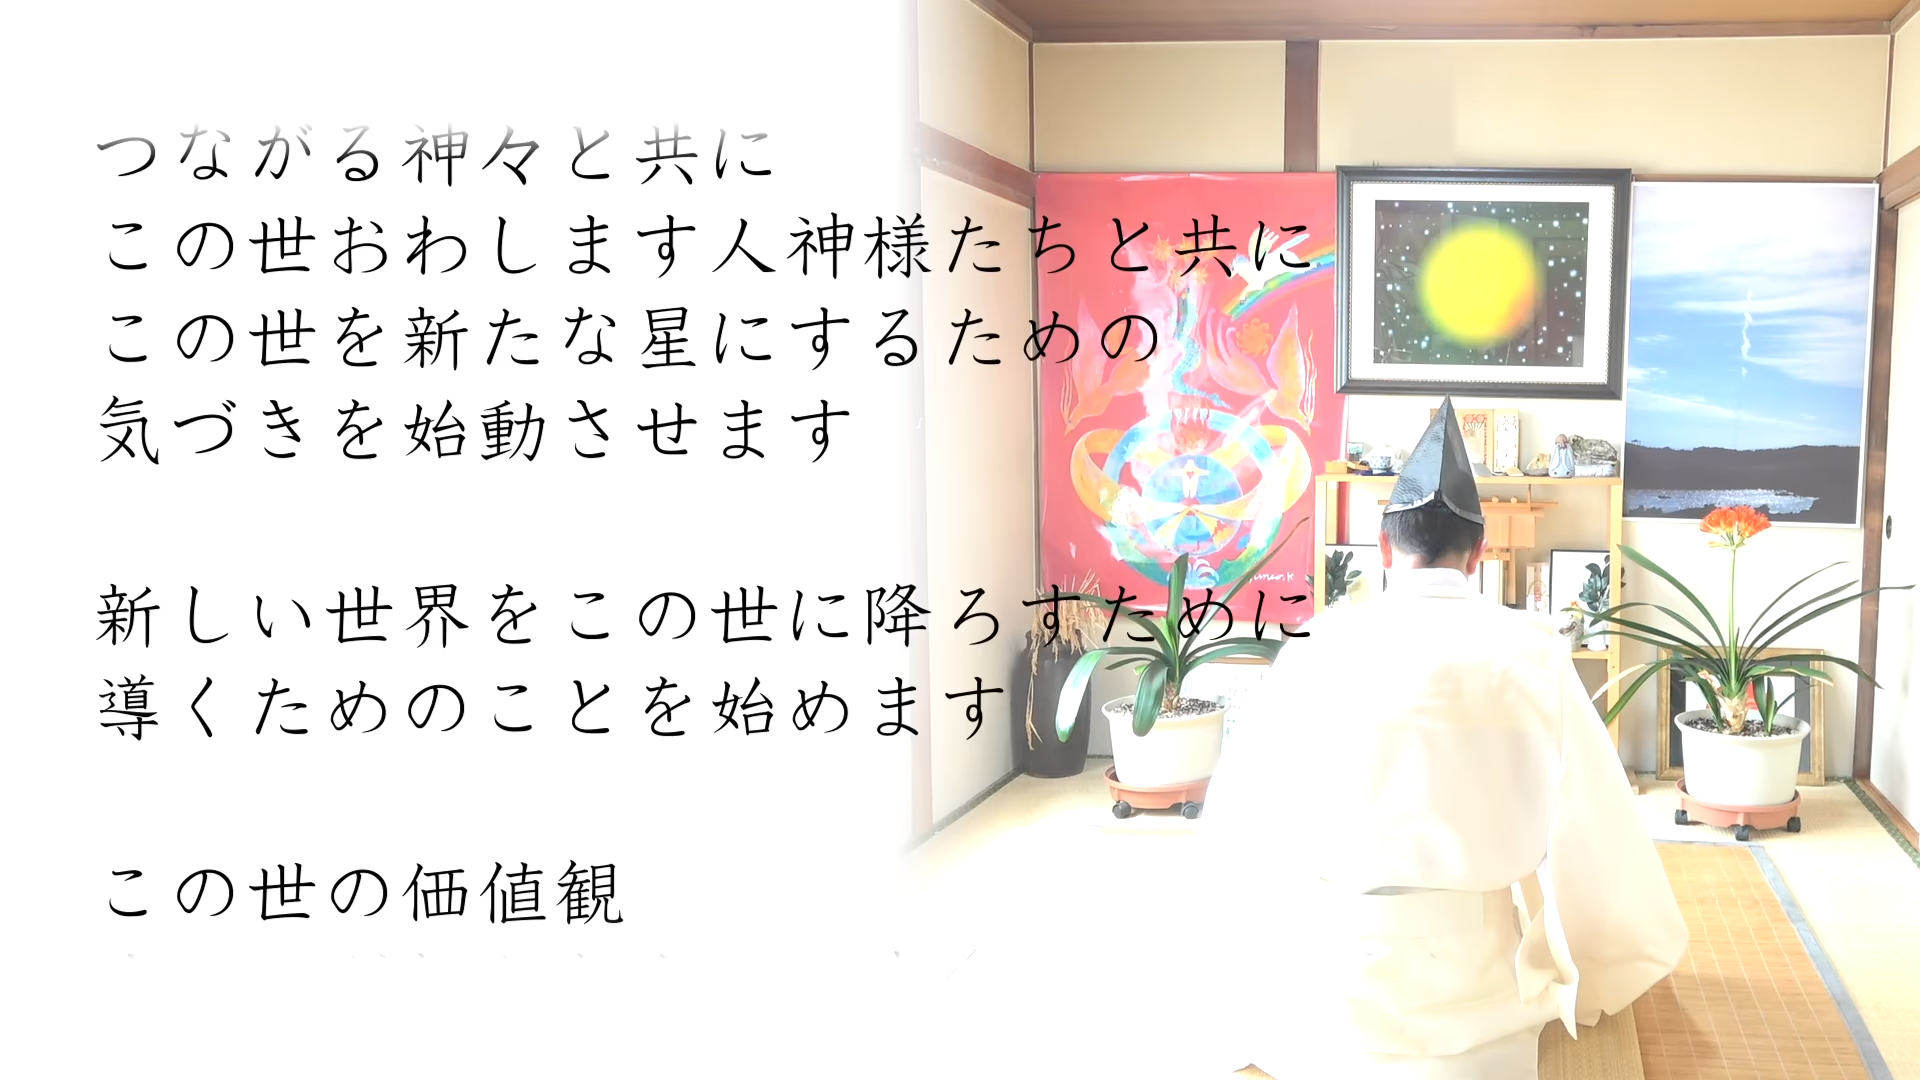 つながる神々と共に
この世おわします人神様たちと共に
この世を新たな星にするための
気づきを始動させます
新しい世界をこの世に降ろすために
導くためのことを始めます
この世の価値観